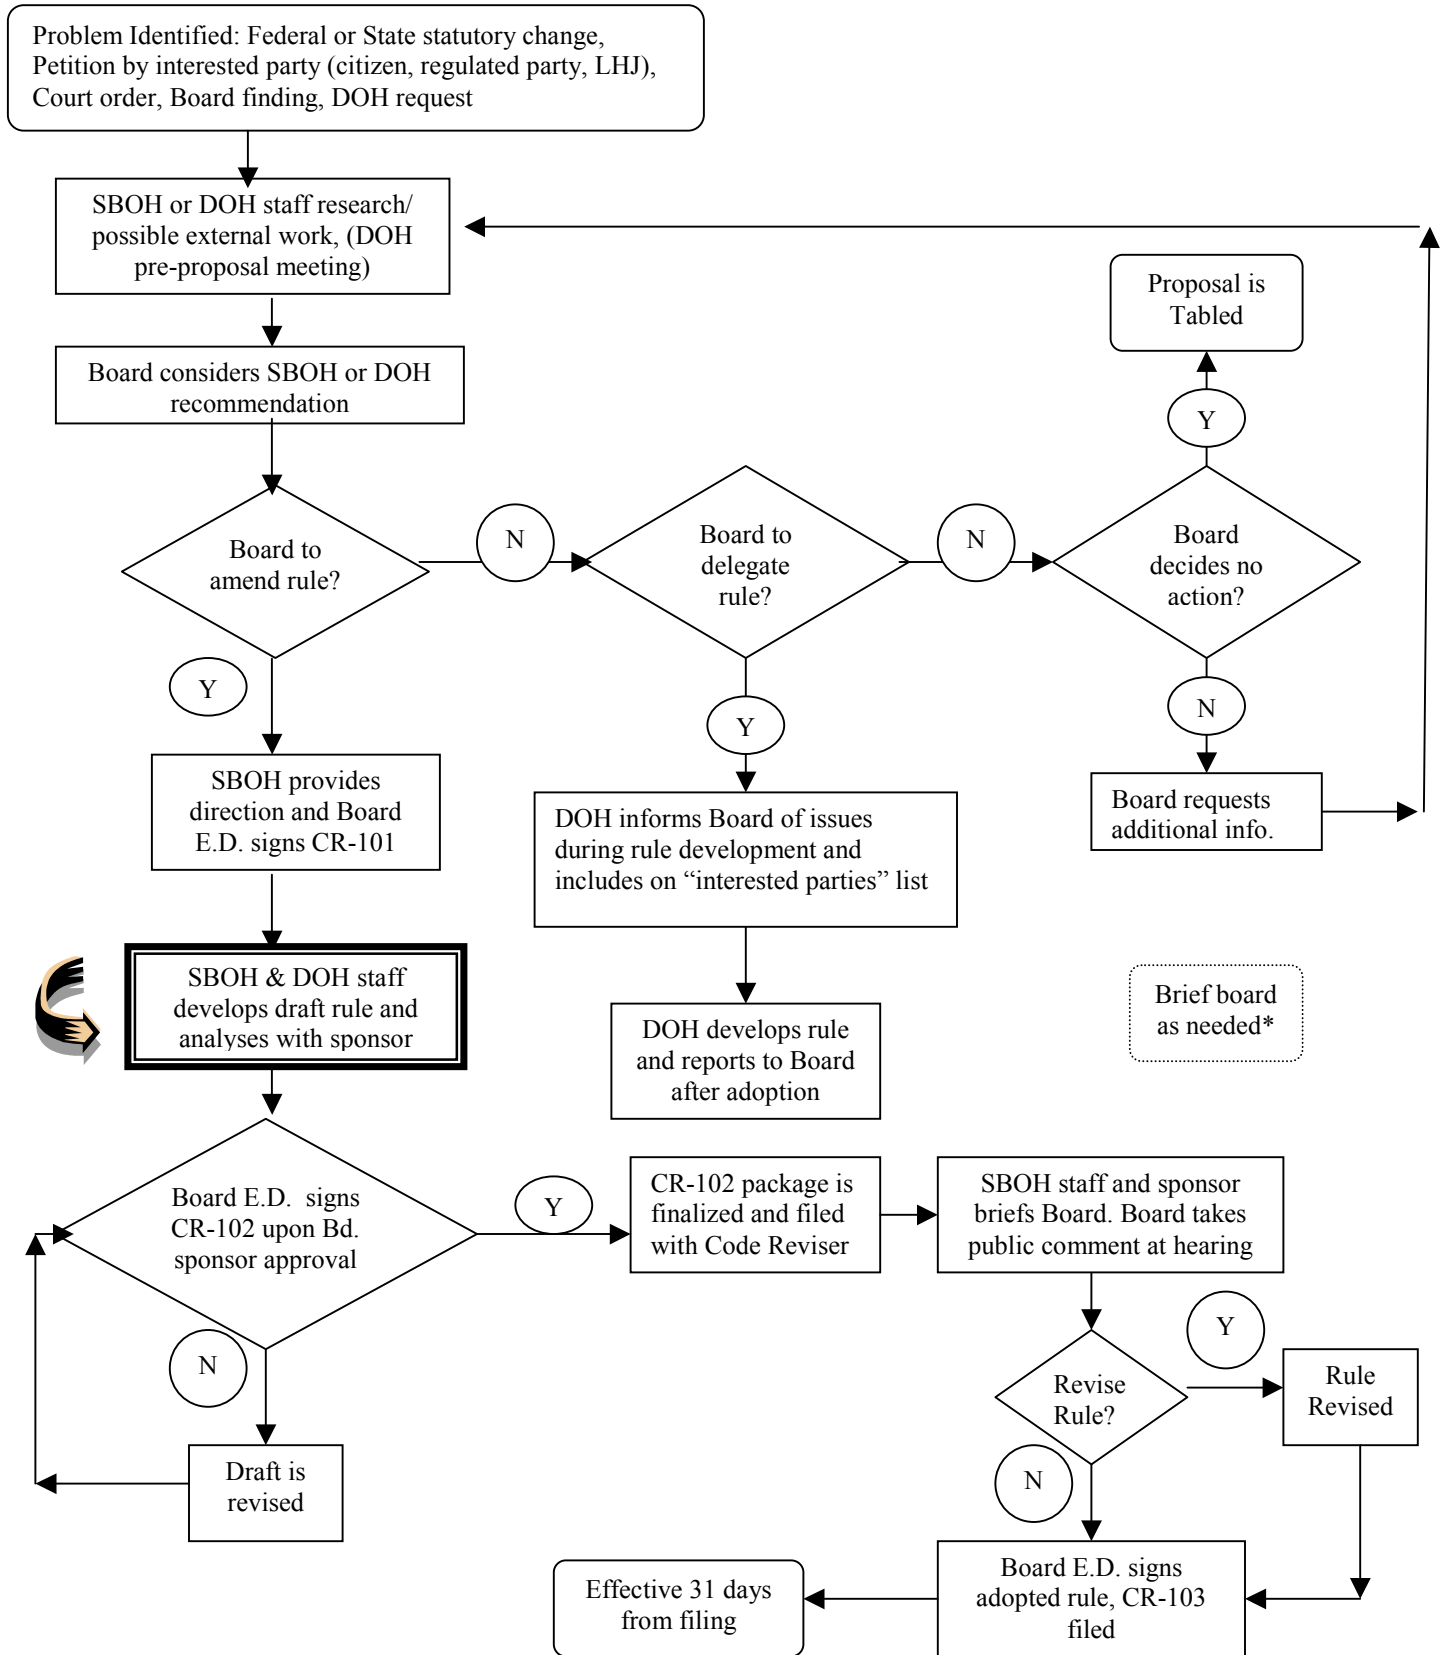 Problem Identified: Federal or State statutory change,
Petition by interested party (citizen, regulated party, LHJ),
Court order, Board finding, DOH request
SBOH or DOH staff research/
possible external work, (DOH
pre-proposal meeting)
Proposal is
Tabled
Board considers SBOH or DOH
recommendation
Y
Board to
amend rule?
N
Board to
delegate
rule?
N
Board
decides no
action?
Y
Y
N
SBOH provides
direction and Board
E.D. signs CR-101
DOH informs Board of issues
during rule development and
includes on “interested parties” list
Board requests
additional info.
SBOH & DOH staff
develops draft rule and
analyses with sponsor
DOH develops rule
and reports to Board
after adoption
Brief board
as needed*
Board E.D. signs
CR-102 upon Bd.
sponsor approval
Y
CR-102 package is
finalized and filed
with Code Reviser
SBOH staff and sponsor
briefs Board. Board takes
public comment at hearing
N
Y
Revise
Rule?
Rule
Revised
Draft is
revised
N
Effective 31 days
from filing
Board E.D. signs
adopted rule, CR-103
filed